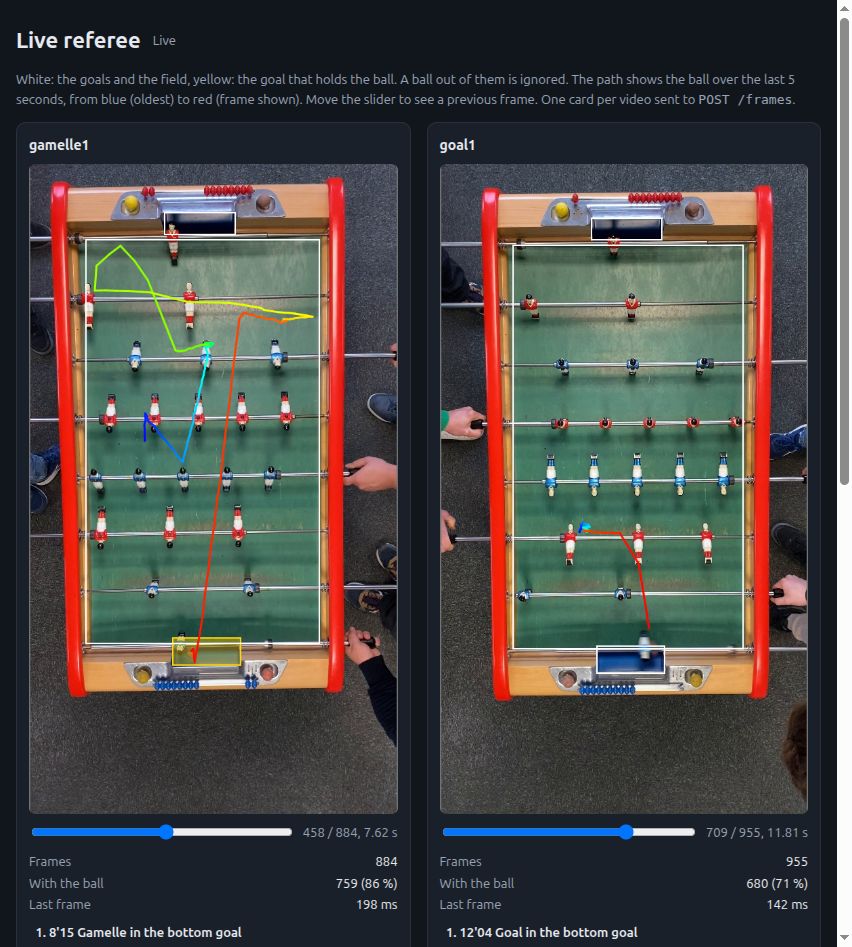 Live referee Live
White: the goals and the field, yellow: the goal that holds the ball. A ball out of them is ignored. The path shows the ball over the last 5
seconds, from blue (oldest) to red (frame shown). Move the slider to see a previous frame. One card per video sent to POST /frames.
gamelle1
458 / 884, 7.62 s
Frames 884
With the ball 759 (86 %)
Last frame 198 ms
1. 8'15 Gamelle in the bottom goal
goal1
709 / 955, 11.81 s
Frames 955
With the ball 680 (71 %)
Last frame 142 ms
1. 12'04 Goal in the bottom goal